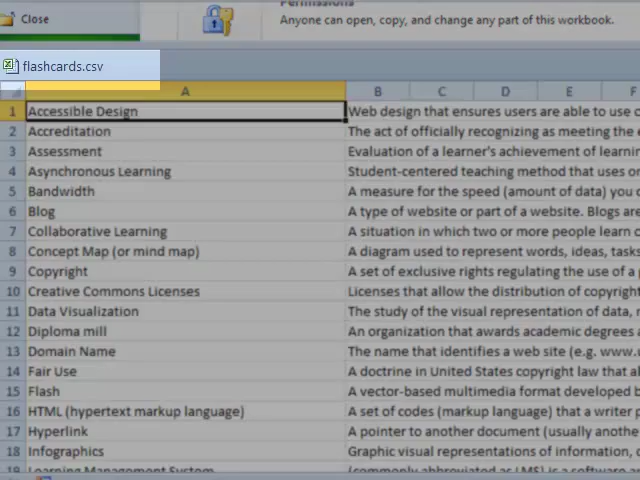 Permissions
Close
Anyone can open, copy, and change any part of this workbook.
flashcards.csv
A B C D E F
1 Accessible Design Web design that ensures users are able to use
2 Accreditation The act of officially recognizing as meeting the
3 Assessment Evaluation of a learner's achievement of
4 Asynchronous Learning Student-centered teaching method that uses
5 Bandwidth A measure for the speed (amount of data) you
6 Blog A type of website or part of a website. Blogs are
7 Collaborative Learning A situation in which two or more people learn
8 Concept Map (or mind map) A diagram used to represent words, ideas, tasks
9 Copyright A set of exclusive rights regulating the use of a
10 Creative Commons Licenses Licenses that allow the distribution of
11 Data Visualization The study of the visual representation of data,
12 Diploma mill An organization that awards academic degrees
13 Domain Name The name that identifies a web site (e.g. www.
14 Fair Use A doctrine in United States copyright law that
15 Flash A vector-based multimedia format developed
16 HTML (hypertext markup language) A set of codes (markup language) that a writer
17 Hyperlink A pointer to another document (usually
18 Infographics Graphic visual representations of information,
19 Learning Management System (commonly abbreviated as LMS) is a software